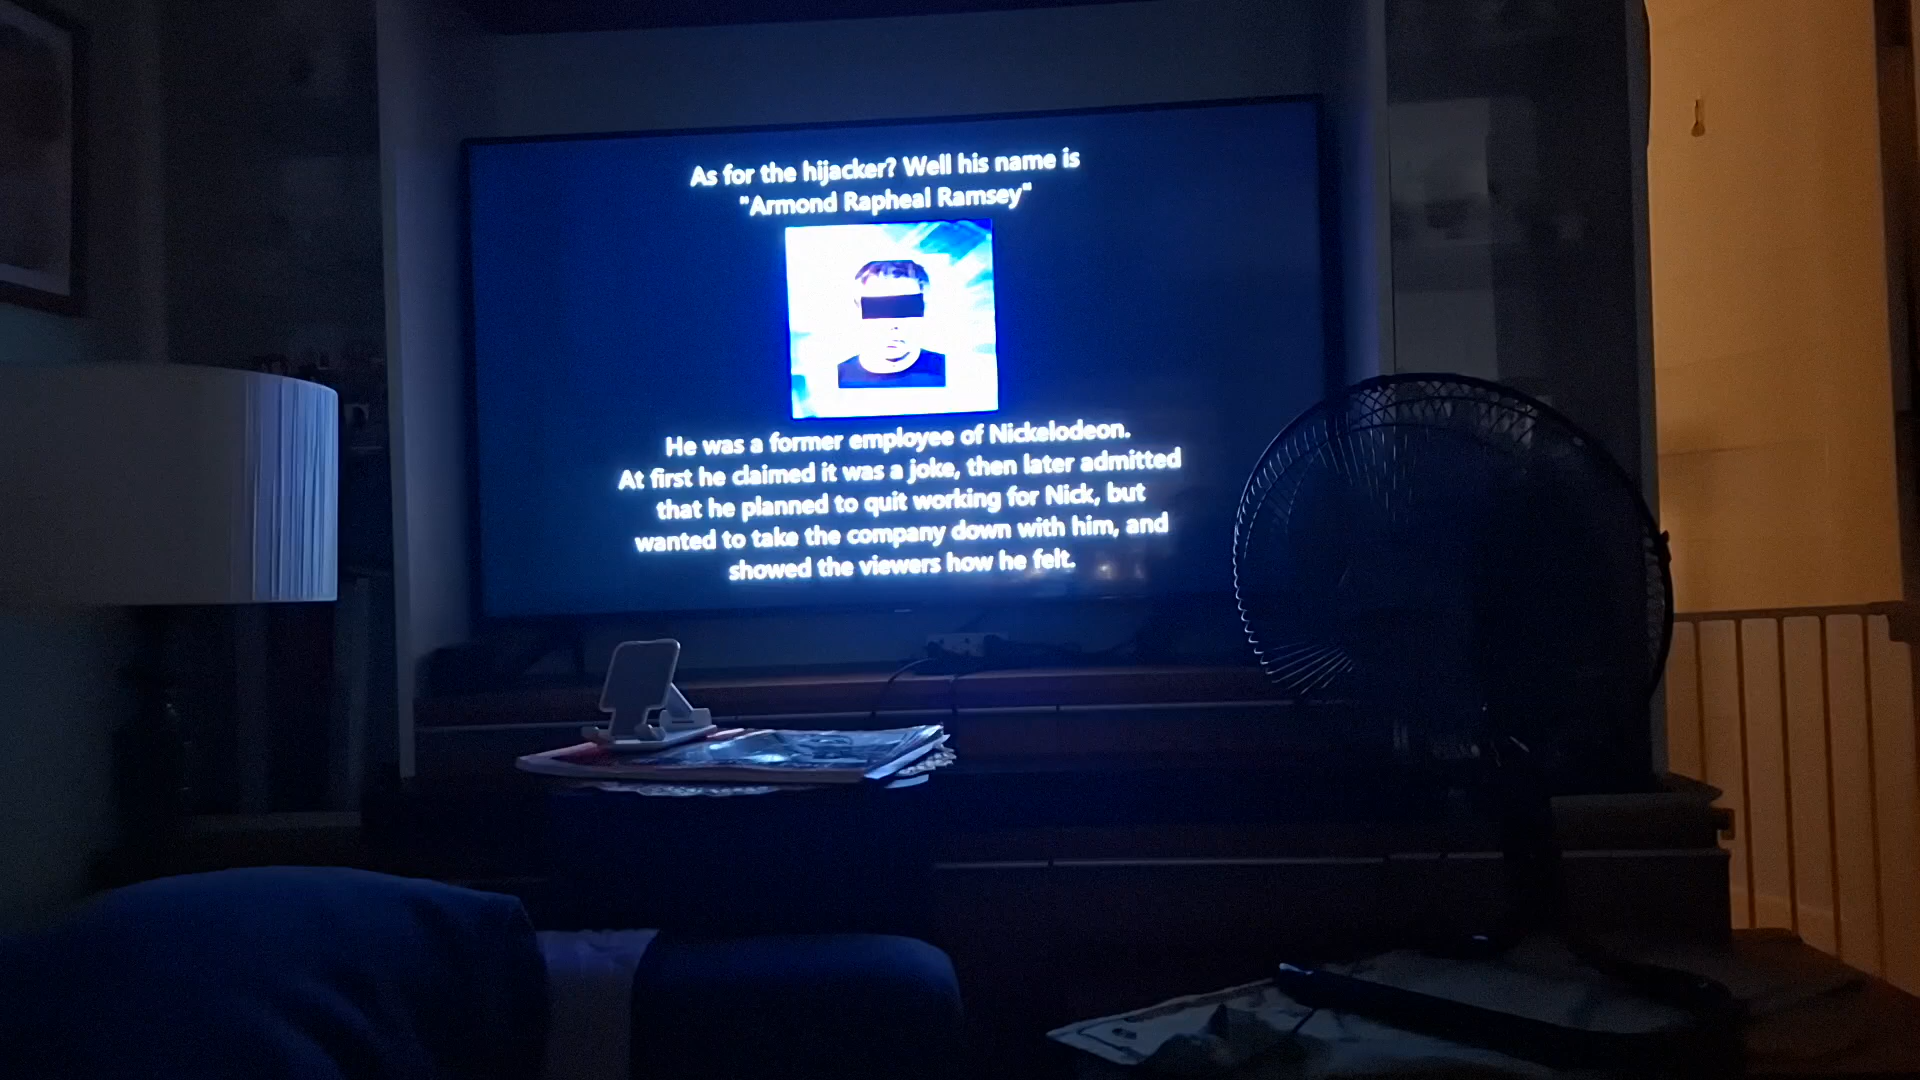 As for the hijacker? Well his name is
"Armond Rapheal Ramsey"
He was a former employee of Nickelodeon.
At first he claimed it was a joke, then later admitted
that he planned to quit working for Nick, but
wanted to take the company down with him, and
showed the viewers how he felt.